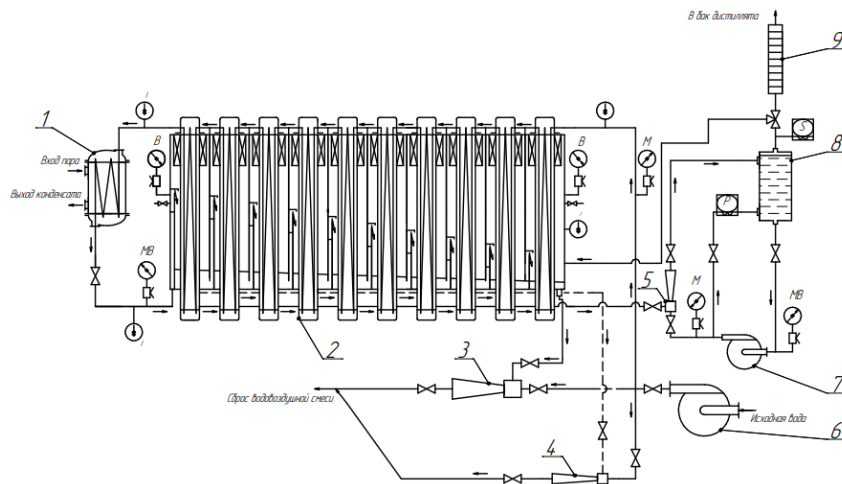 В бак дистиллята
9
1
Вход пара
Выход конденсата
i
В
МВ
i
i
В
М
i
S
8
Р
5
М
МВ
7
2
3
Сброс водовоздушной смеси
4
Исходная вода
6